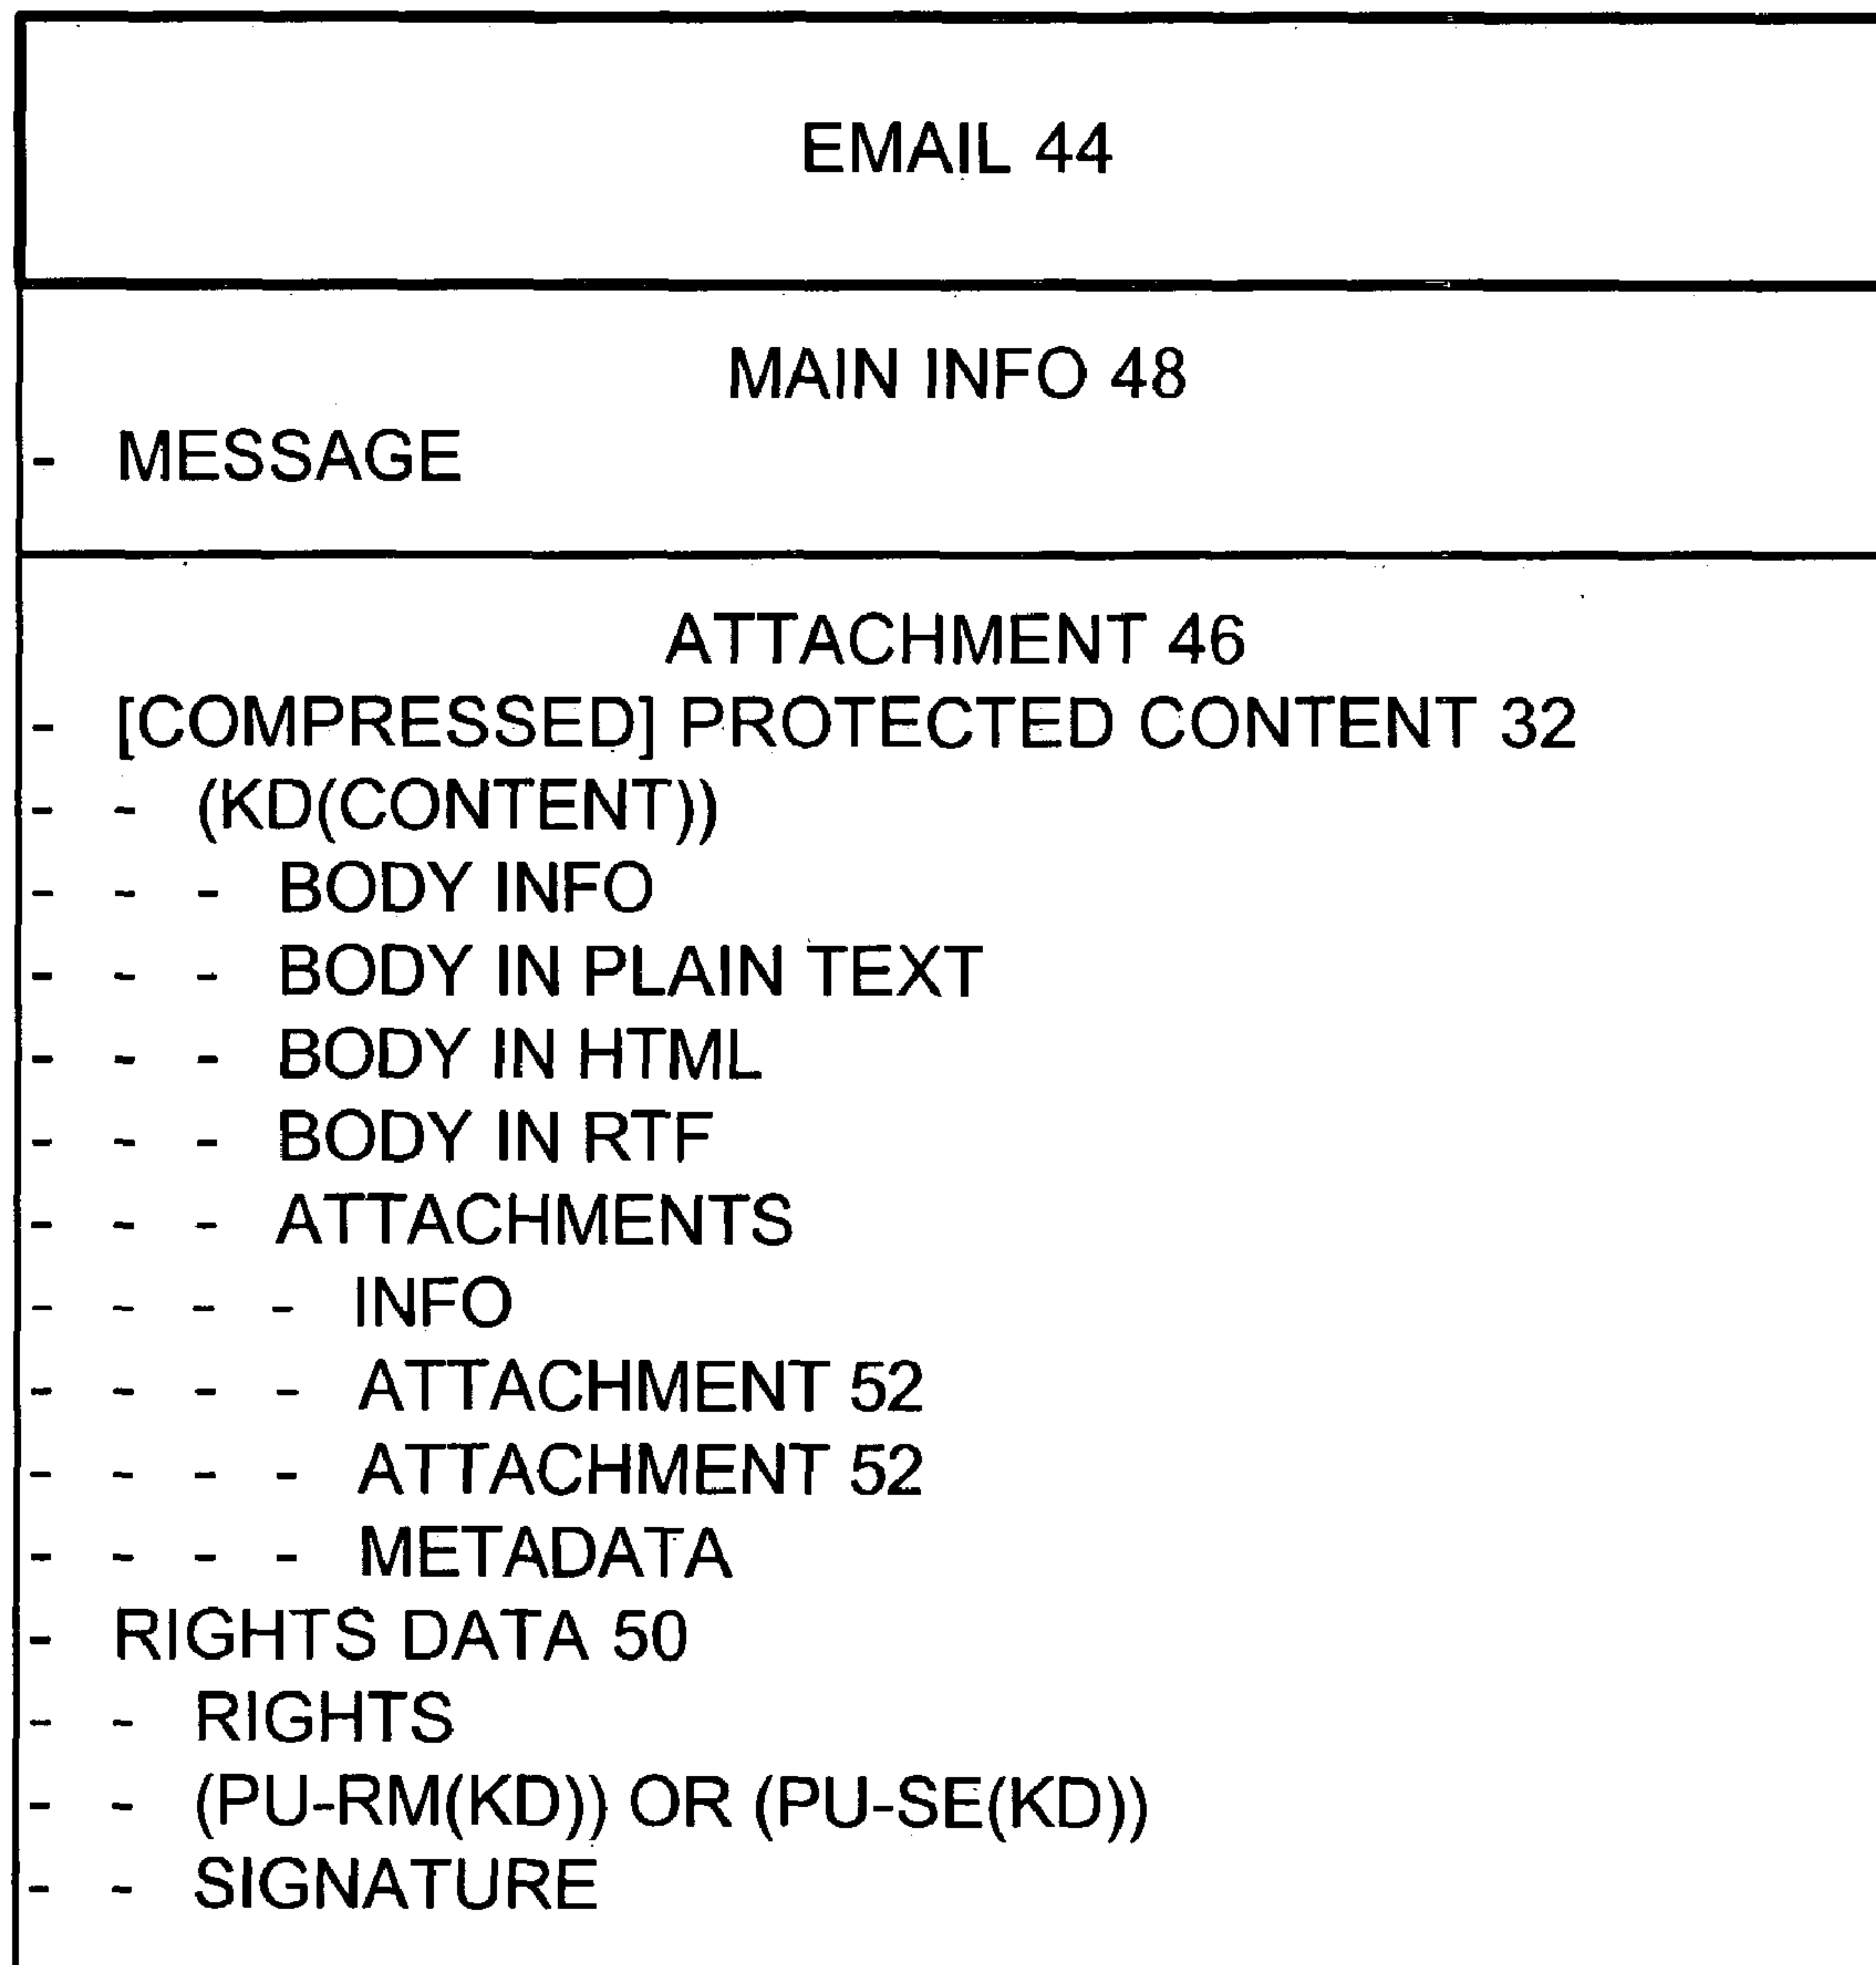 EMAIL 44
MAIN INFO 48
- MESSAGE
ATTACHMENT 46
- [COMPRESSED] PROTECTED CONTENT 32
- - (KD(CONTENT))
- - - BODY INFO
- - - BODY IN PLAIN TEXT
- - - BODY IN HTML
- - - BODY IN RTF
- - - ATTACHMENTS
- - - - INFO
- - - - ATTACHMENT 52
- - - - ATTACHMENT 52
- - - - METADATA
- RIGHTS DATA 50
- - RIGHTS
- - (PU-RM(KD)) OR (PU-SE(KD))
- - SIGNATURE